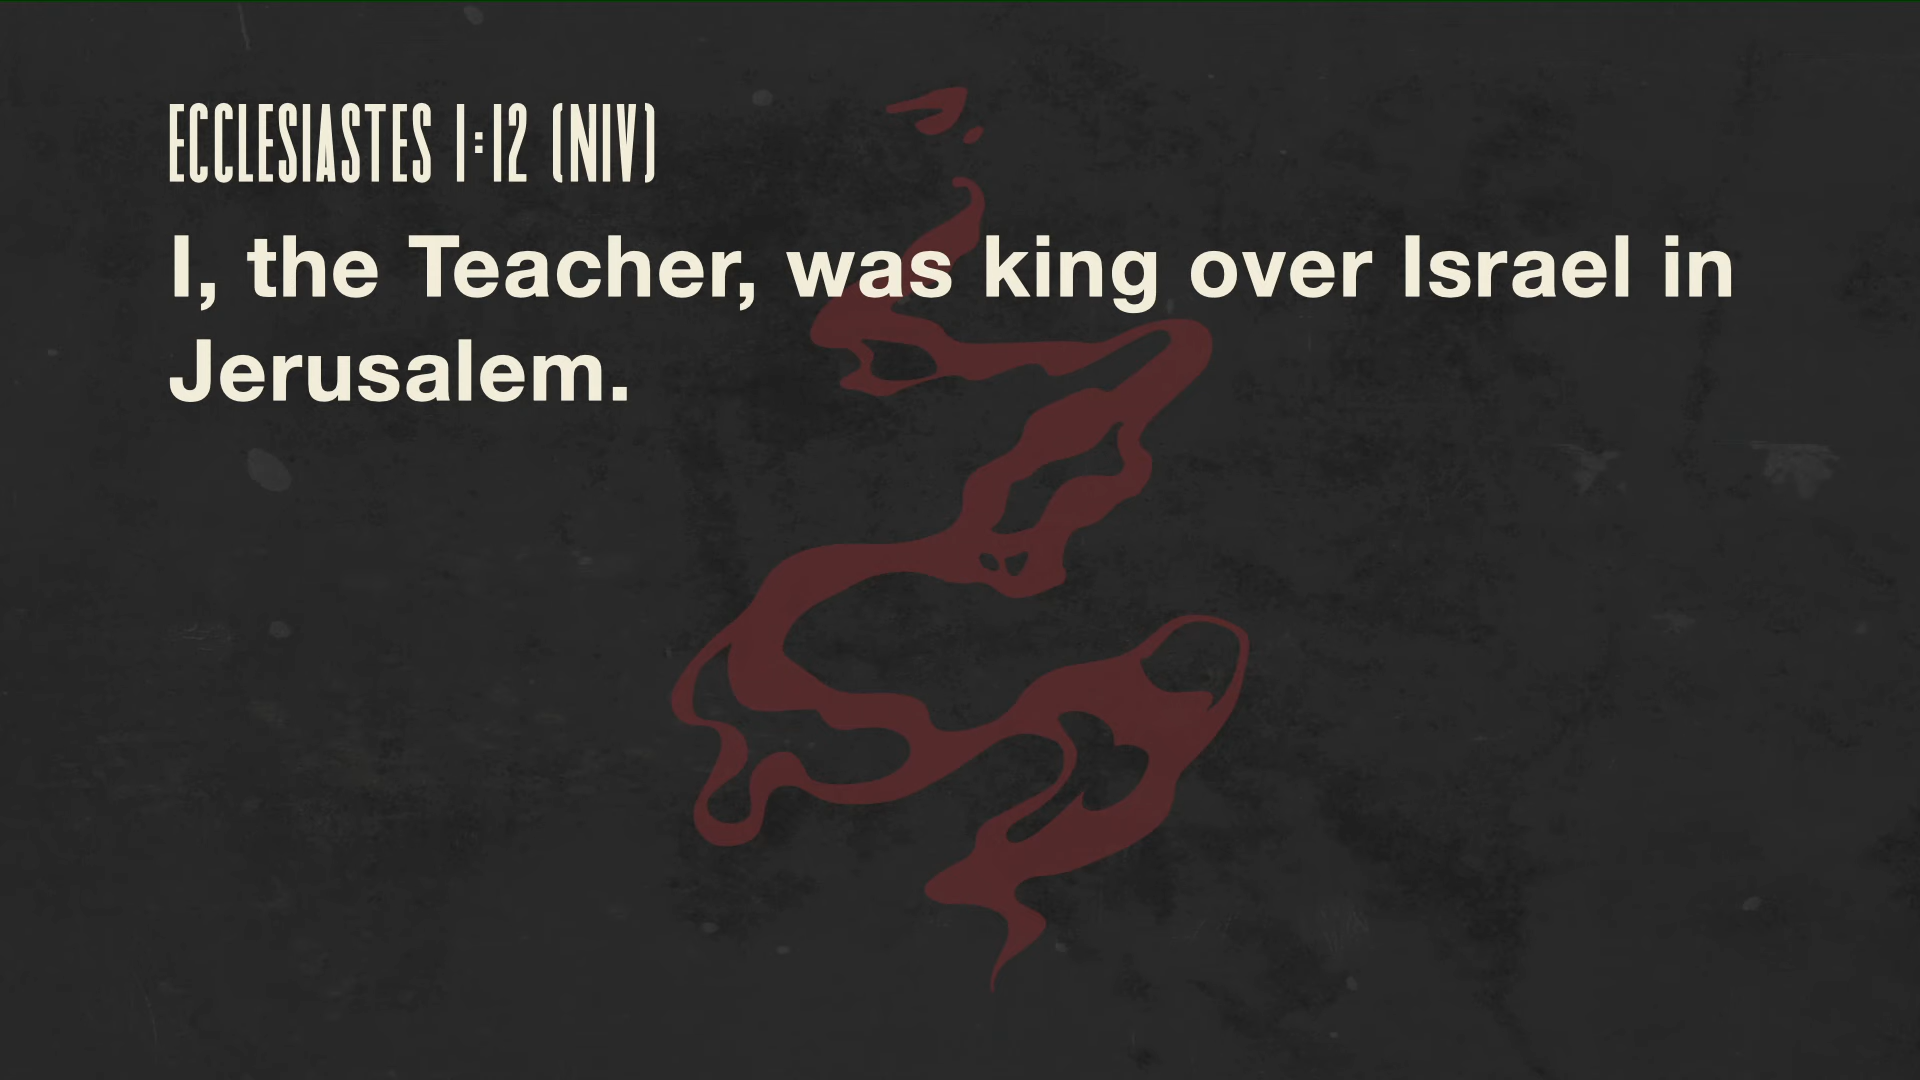 ECCLESIASTES 1:12 (NIV)
I, the Teacher, was king over Israel in
Jerusalem.